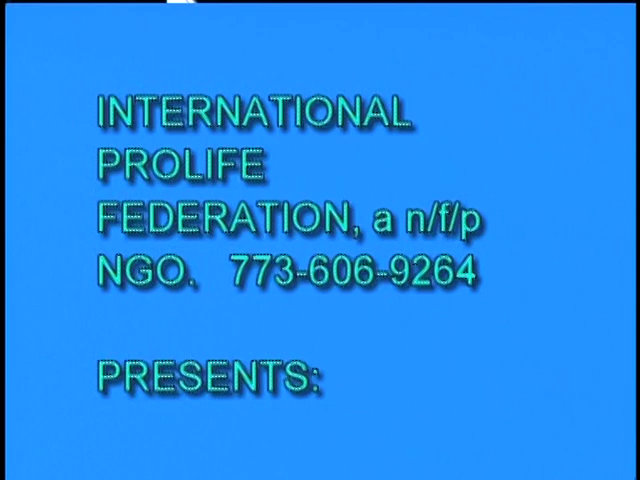 INTERNATIONAL
PROLIFE
FEDERATION, a n/f/p
NGO. 773-606-9264
PRESENTS: